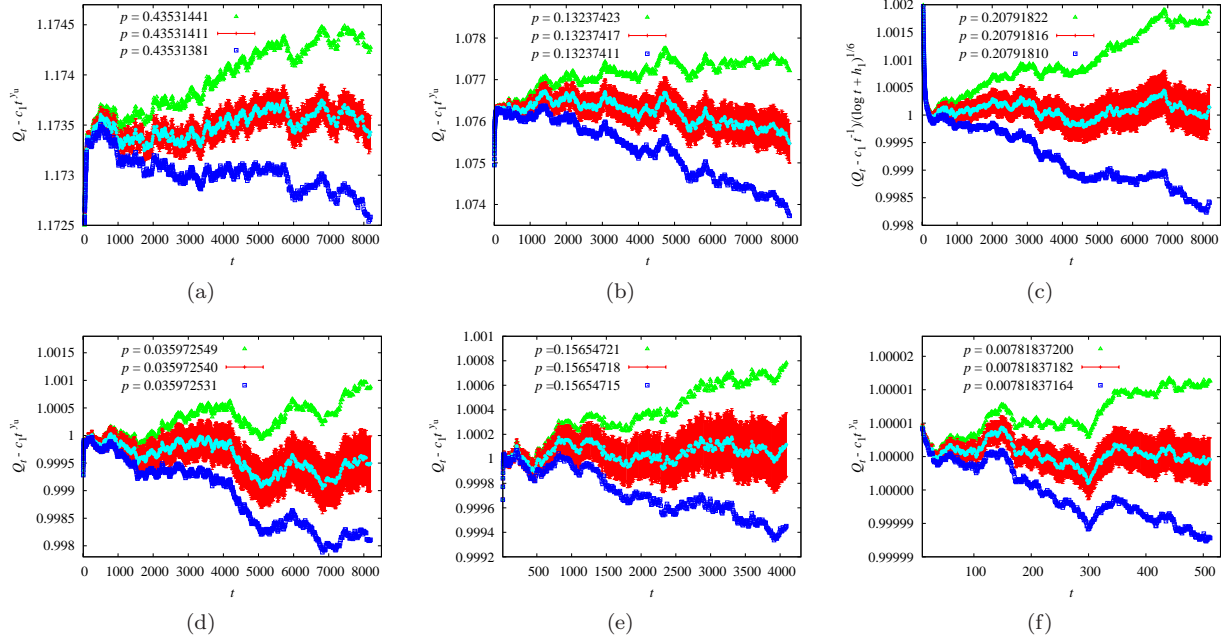 p = 0.43531441
p = 0.43531411
p = 0.43531381
1.1745
1.174
1.1735
1.173
1.1725
Q_t - c_1 t^{y_u}
0 1000 2000 3000 4000 5000 6000 7000 8000
t
(a)
p = 0.13237423
p = 0.13237417
p = 0.13237411
1.078
1.077
1.076
1.075
1.074
Q_t - c_1 t^{y_u}
0 1000 2000 3000 4000 5000 6000 7000 8000
t
(b)
p = 0.20791822
p = 0.20791816
p = 0.20791810
1.002
1.0015
1.001
1.0005
1
0.9995
0.999
0.9985
0.998
(Q_t - c_1 t^{-1})/(log t + h_1)^{1/6}
0 1000 2000 3000 4000 5000 6000 7000 8000
t
(c)
p = 0.035972549
p = 0.035972540
p = 0.035972531
1.0015
1.001
1.0005
1
0.9995
0.999
0.9985
0.998
Q_t - c_1 t^{y_u}
0 1000 2000 3000 4000 5000 6000 7000 8000
t
(d)
p =0.15654721
p =0.15654718
p =0.15654715
1.001
1.0008
1.0006
1.0004
1.0002
1
0.9998
0.9996
0.9994
0.9992
Q_t - c_1 t^{y_u}
500 1000 1500 2000 2500 3000 3500 4000
t
(e)
p = 0.00781837200
p = 0.00781837182
p = 0.00781837164
1.00002
1.00001
1.00001
1.00000
1.00000
0.99999
0.99999
Q_t - c_1 t^{y_u}
100 200 300 400 500
t
(f)